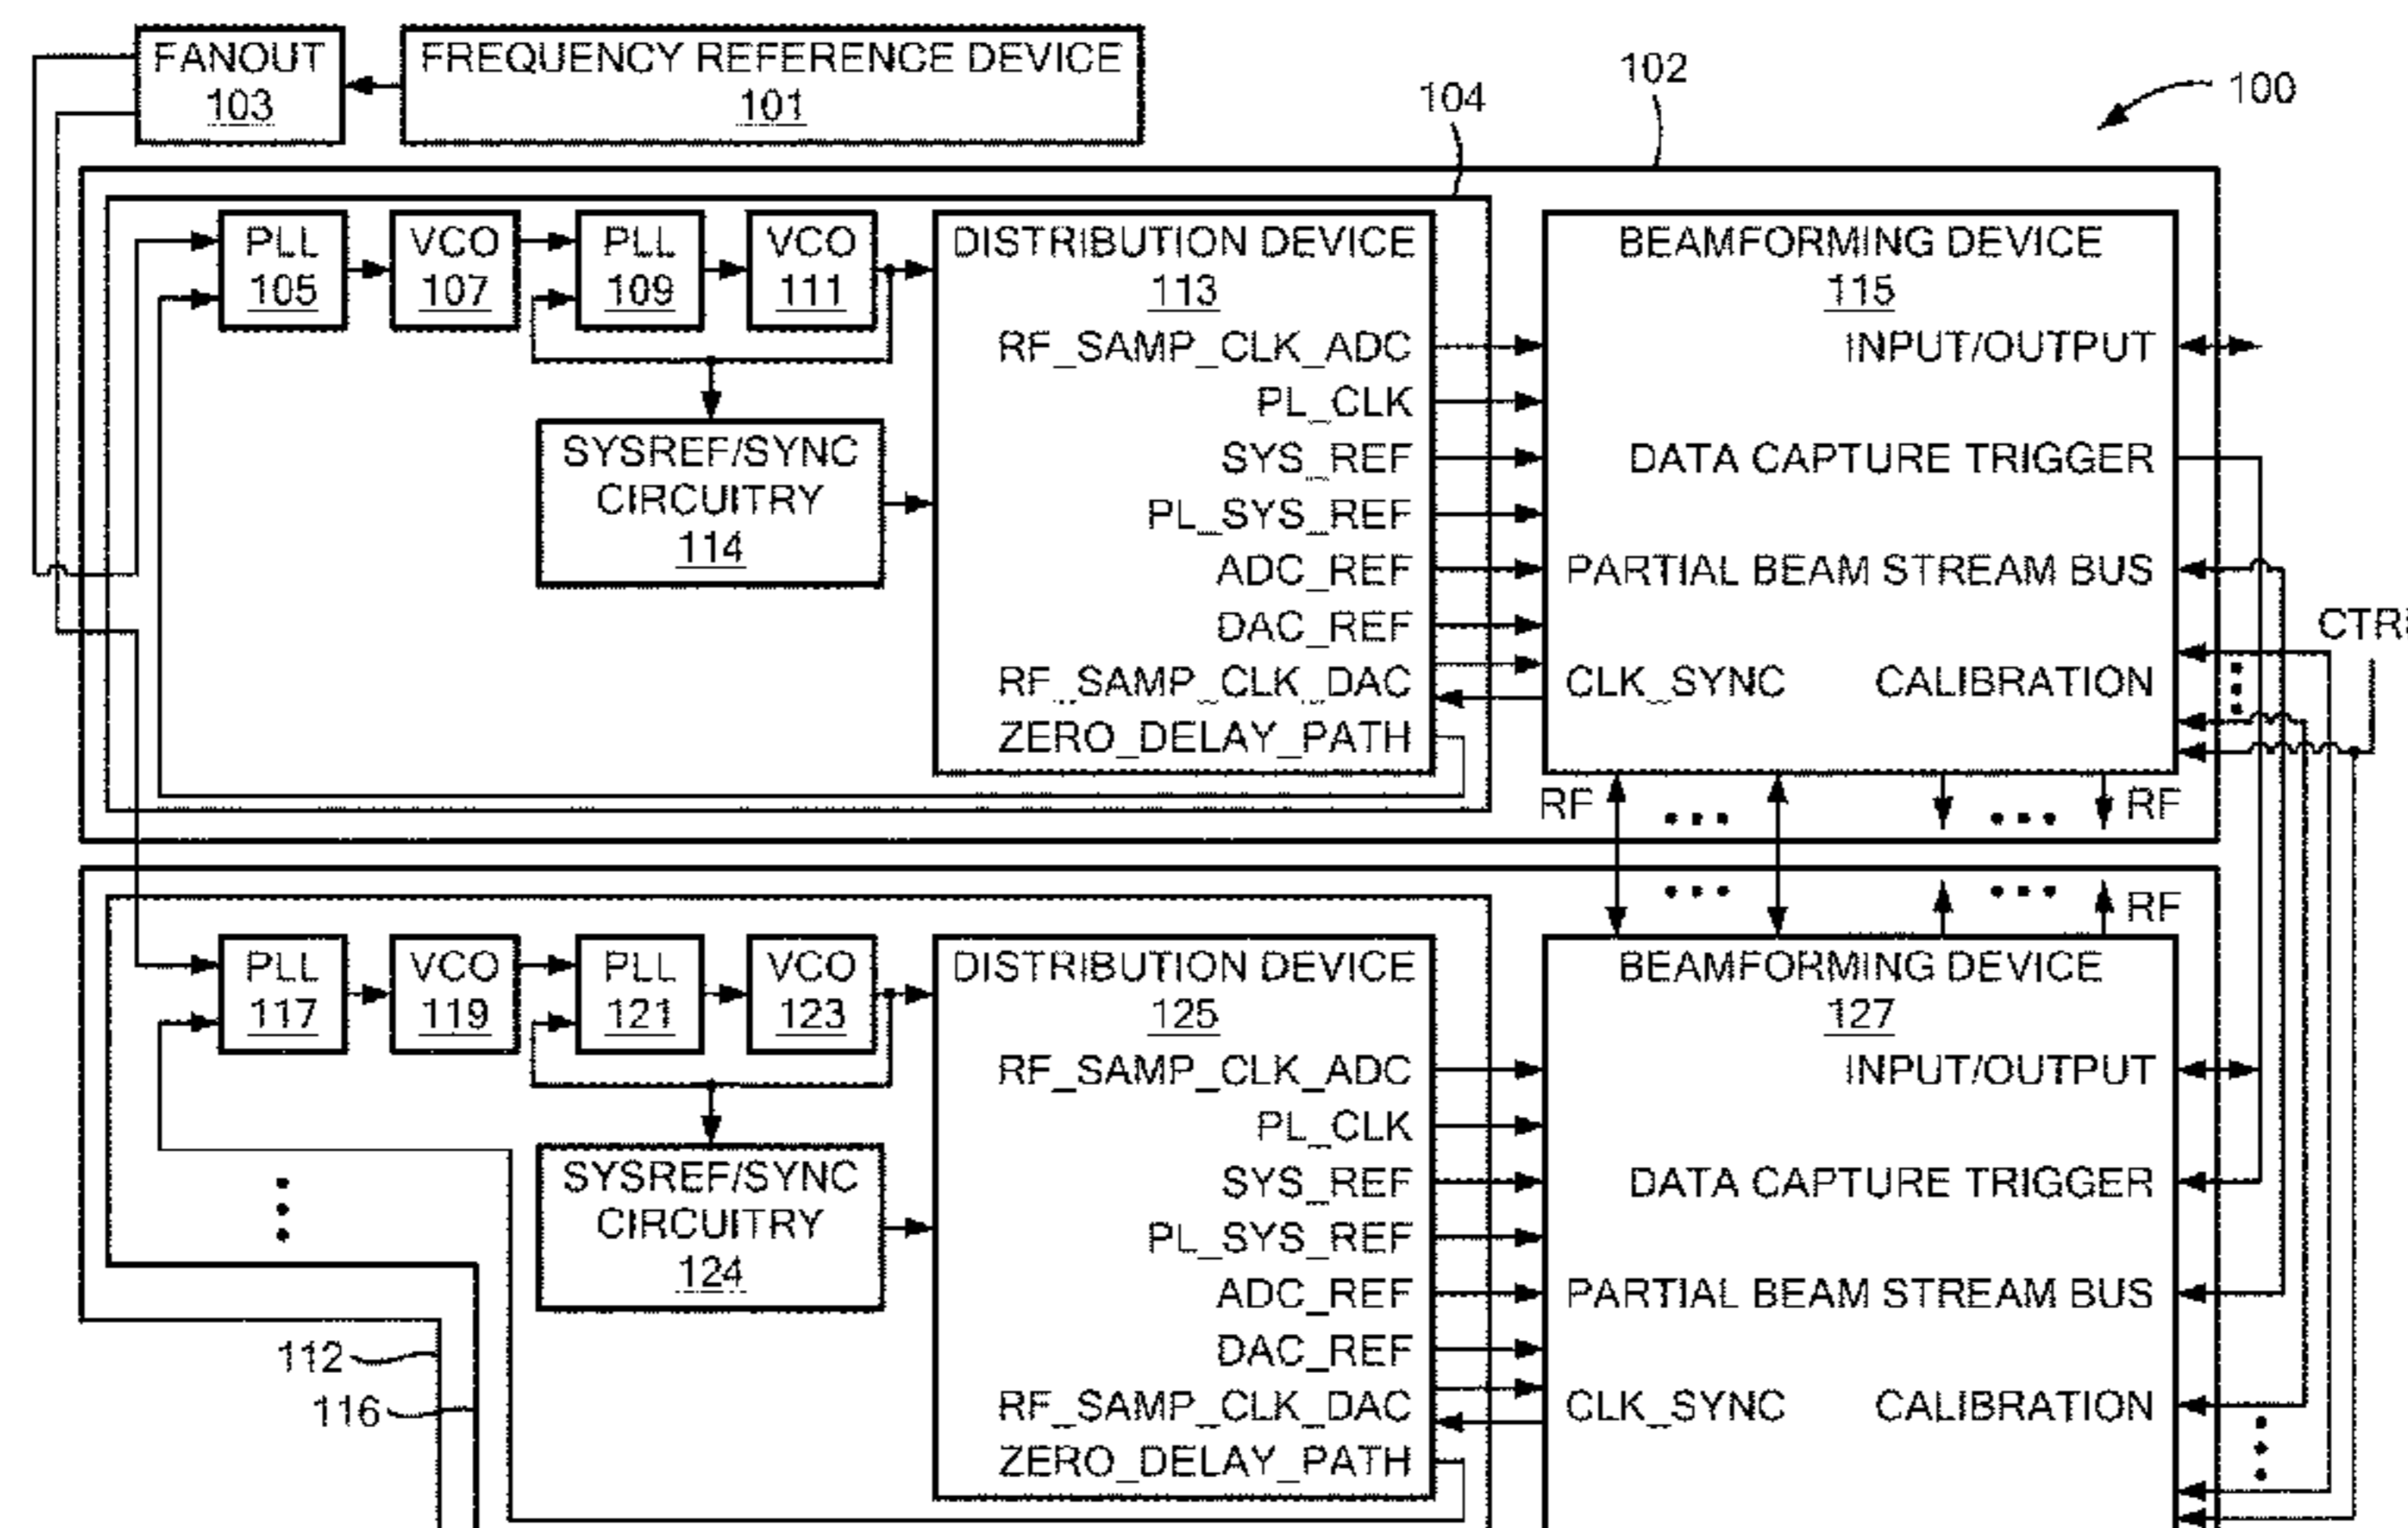 FANOUT
103
FREQUENCY REFERENCE DEVICE
101
102
104
100
PLL
105
VCO
107
PLL
109
VCO
111
DISTRIBUTION DEVICE
113
RF_SAMP_CLK_ADC
PL_CLK
SYS_REF
PL_SYS_REF
ADC_REF
DAC_REF
RF_SAMP_CLK_DAC
ZERO_DELAY_PATH
SYSREF/SYNC
CIRCUITRY
114
BEAMFORMING DEVICE
115
INPUT/OUTPUT
DATA CAPTURE TRIGGER
PARTIAL BEAM STREAM BUS
CLK_SYNC CALIBRATION
RF
RF
RF
PLL
117
VCO
119
PLL
121
VCO
123
DISTRIBUTION DEVICE
125
RF_SAMP_CLK_ADC
PL_CLK
SYS_REF
PL_SYS_REF
ADC_REF
DAC_REF
RF_SAMP_CLK_DAC
ZERO_DELAY_PATH
SYSREF/SYNC
CIRCUITRY
124
112
116
BEAMFORMING DEVICE
127
INPUT/OUTPUT
DATA CAPTURE TRIGGER
PARTIAL BEAM STREAM BUS
CLK_SYNC CALIBRATION